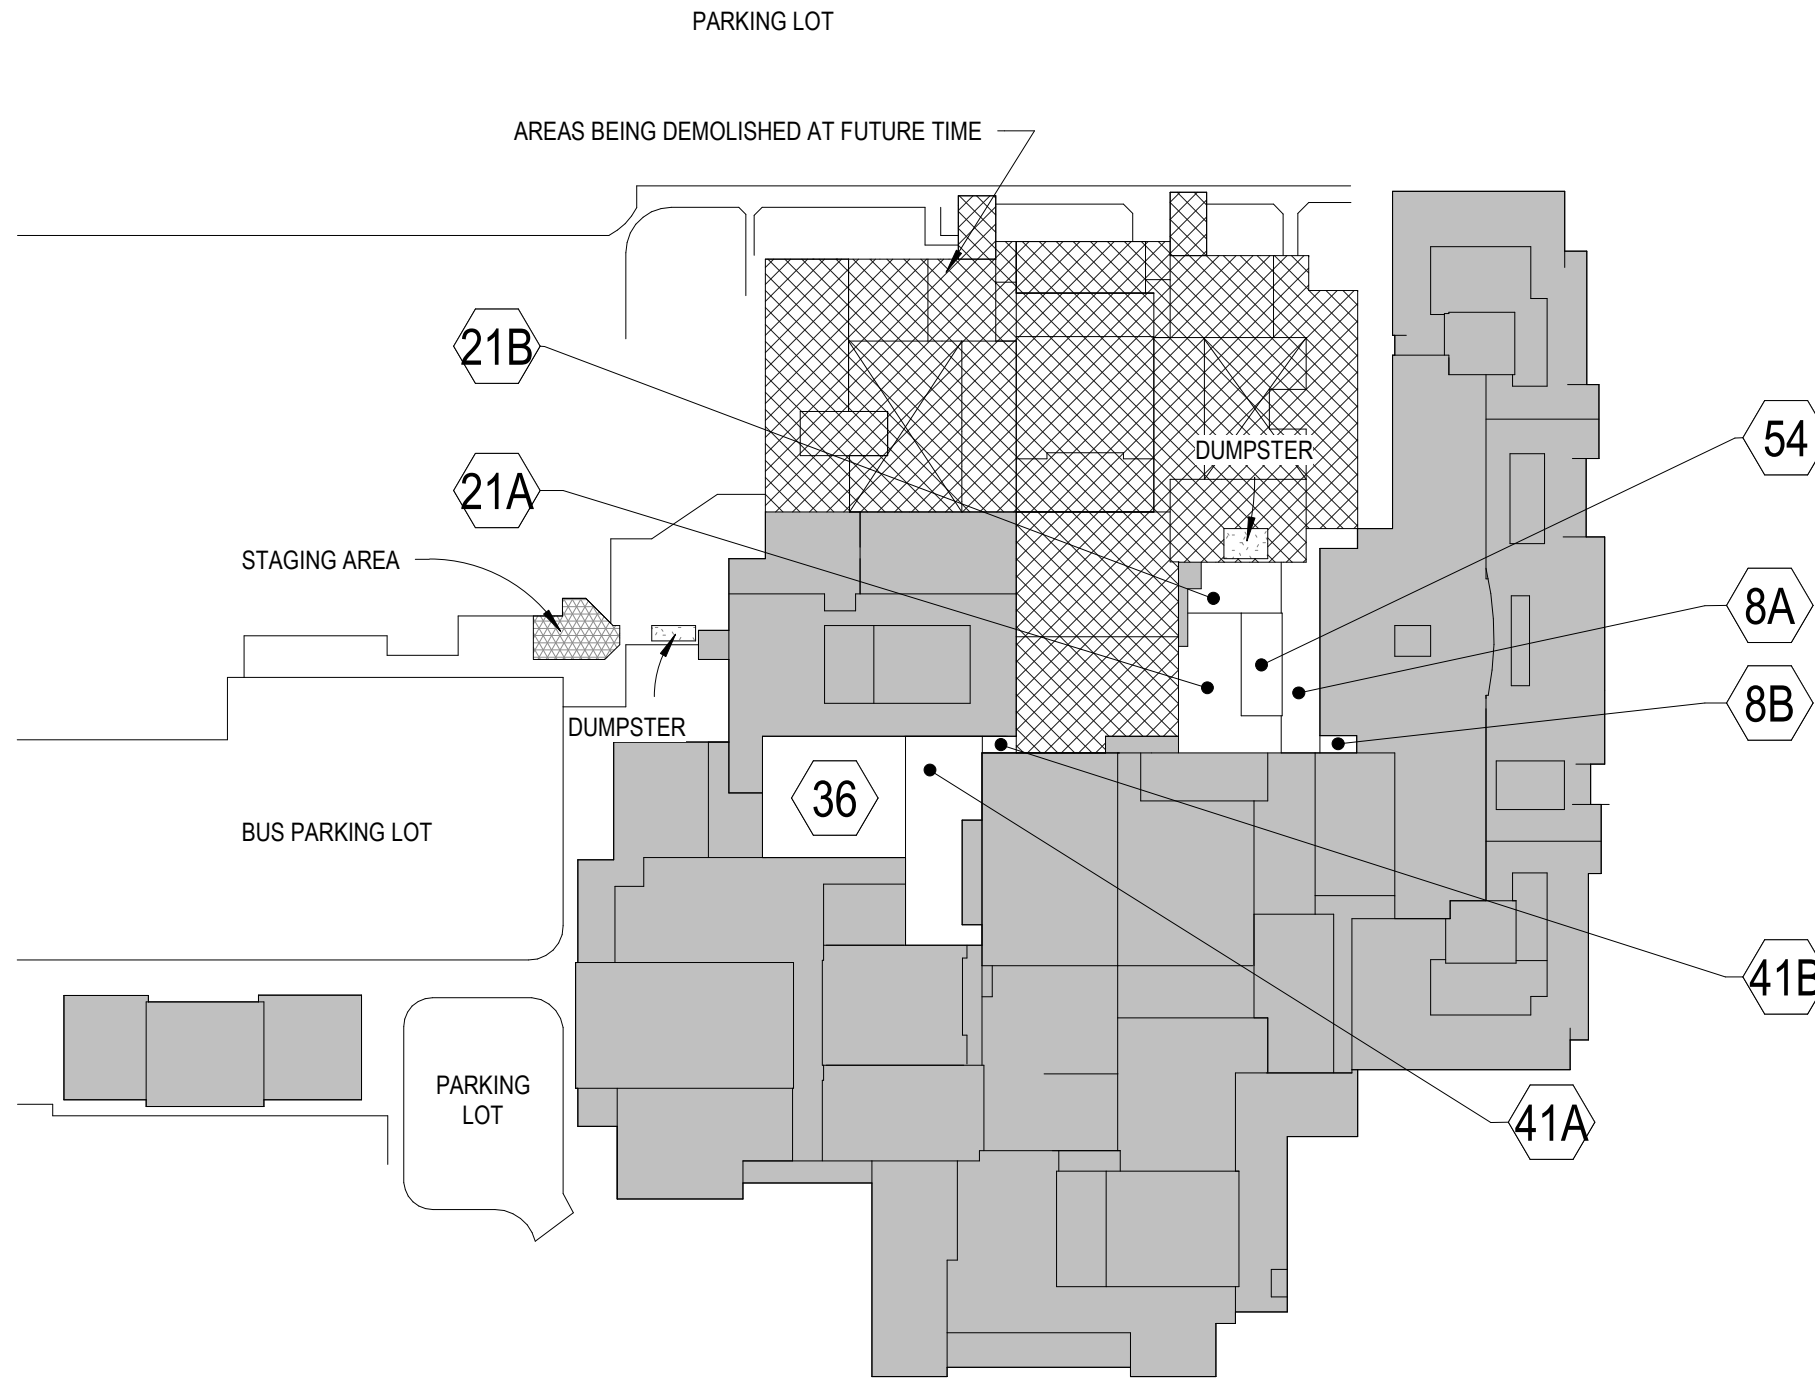 PARKING LOT
AREAS BEING DEMOLISHED AT FUTURE TIME
21B
54
DUMPSTER
21A
STAGING AREA
8A
8B
DUMPSTER
36
BUS PARKING LOT
41B
PARKING
LOT
41A